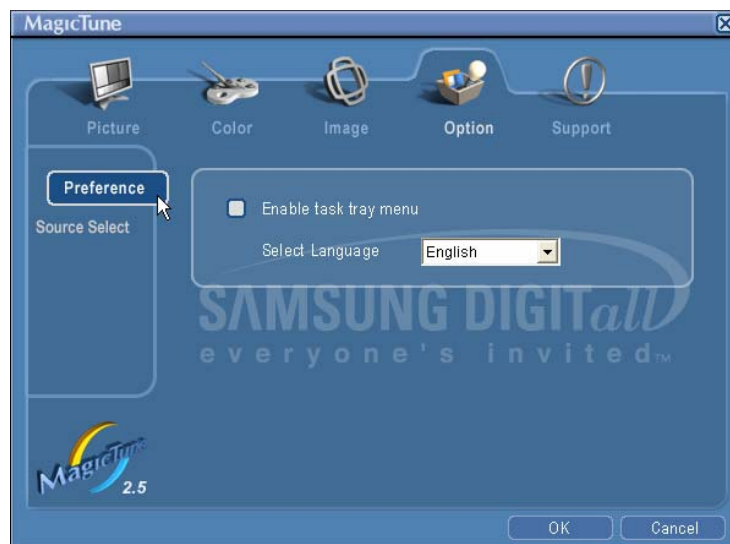 MagicTune
Picture Color Image Option Support
Preference
Source Select
Enable task tray menu
Select Language English
SAMSUNG DIGITall
everyone's invited™
MagicTune
2.5
OK Cancel